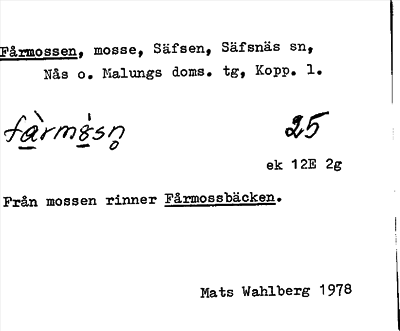 Fårmossen, mosse, Säfsen, Säfsnäs sn,
Nås o. Malungs doms. tg, Kopp. l.
25
ek 12E 2g
Från mossen rinner Fårmossbäcken.
Mats Wahlberg 1978